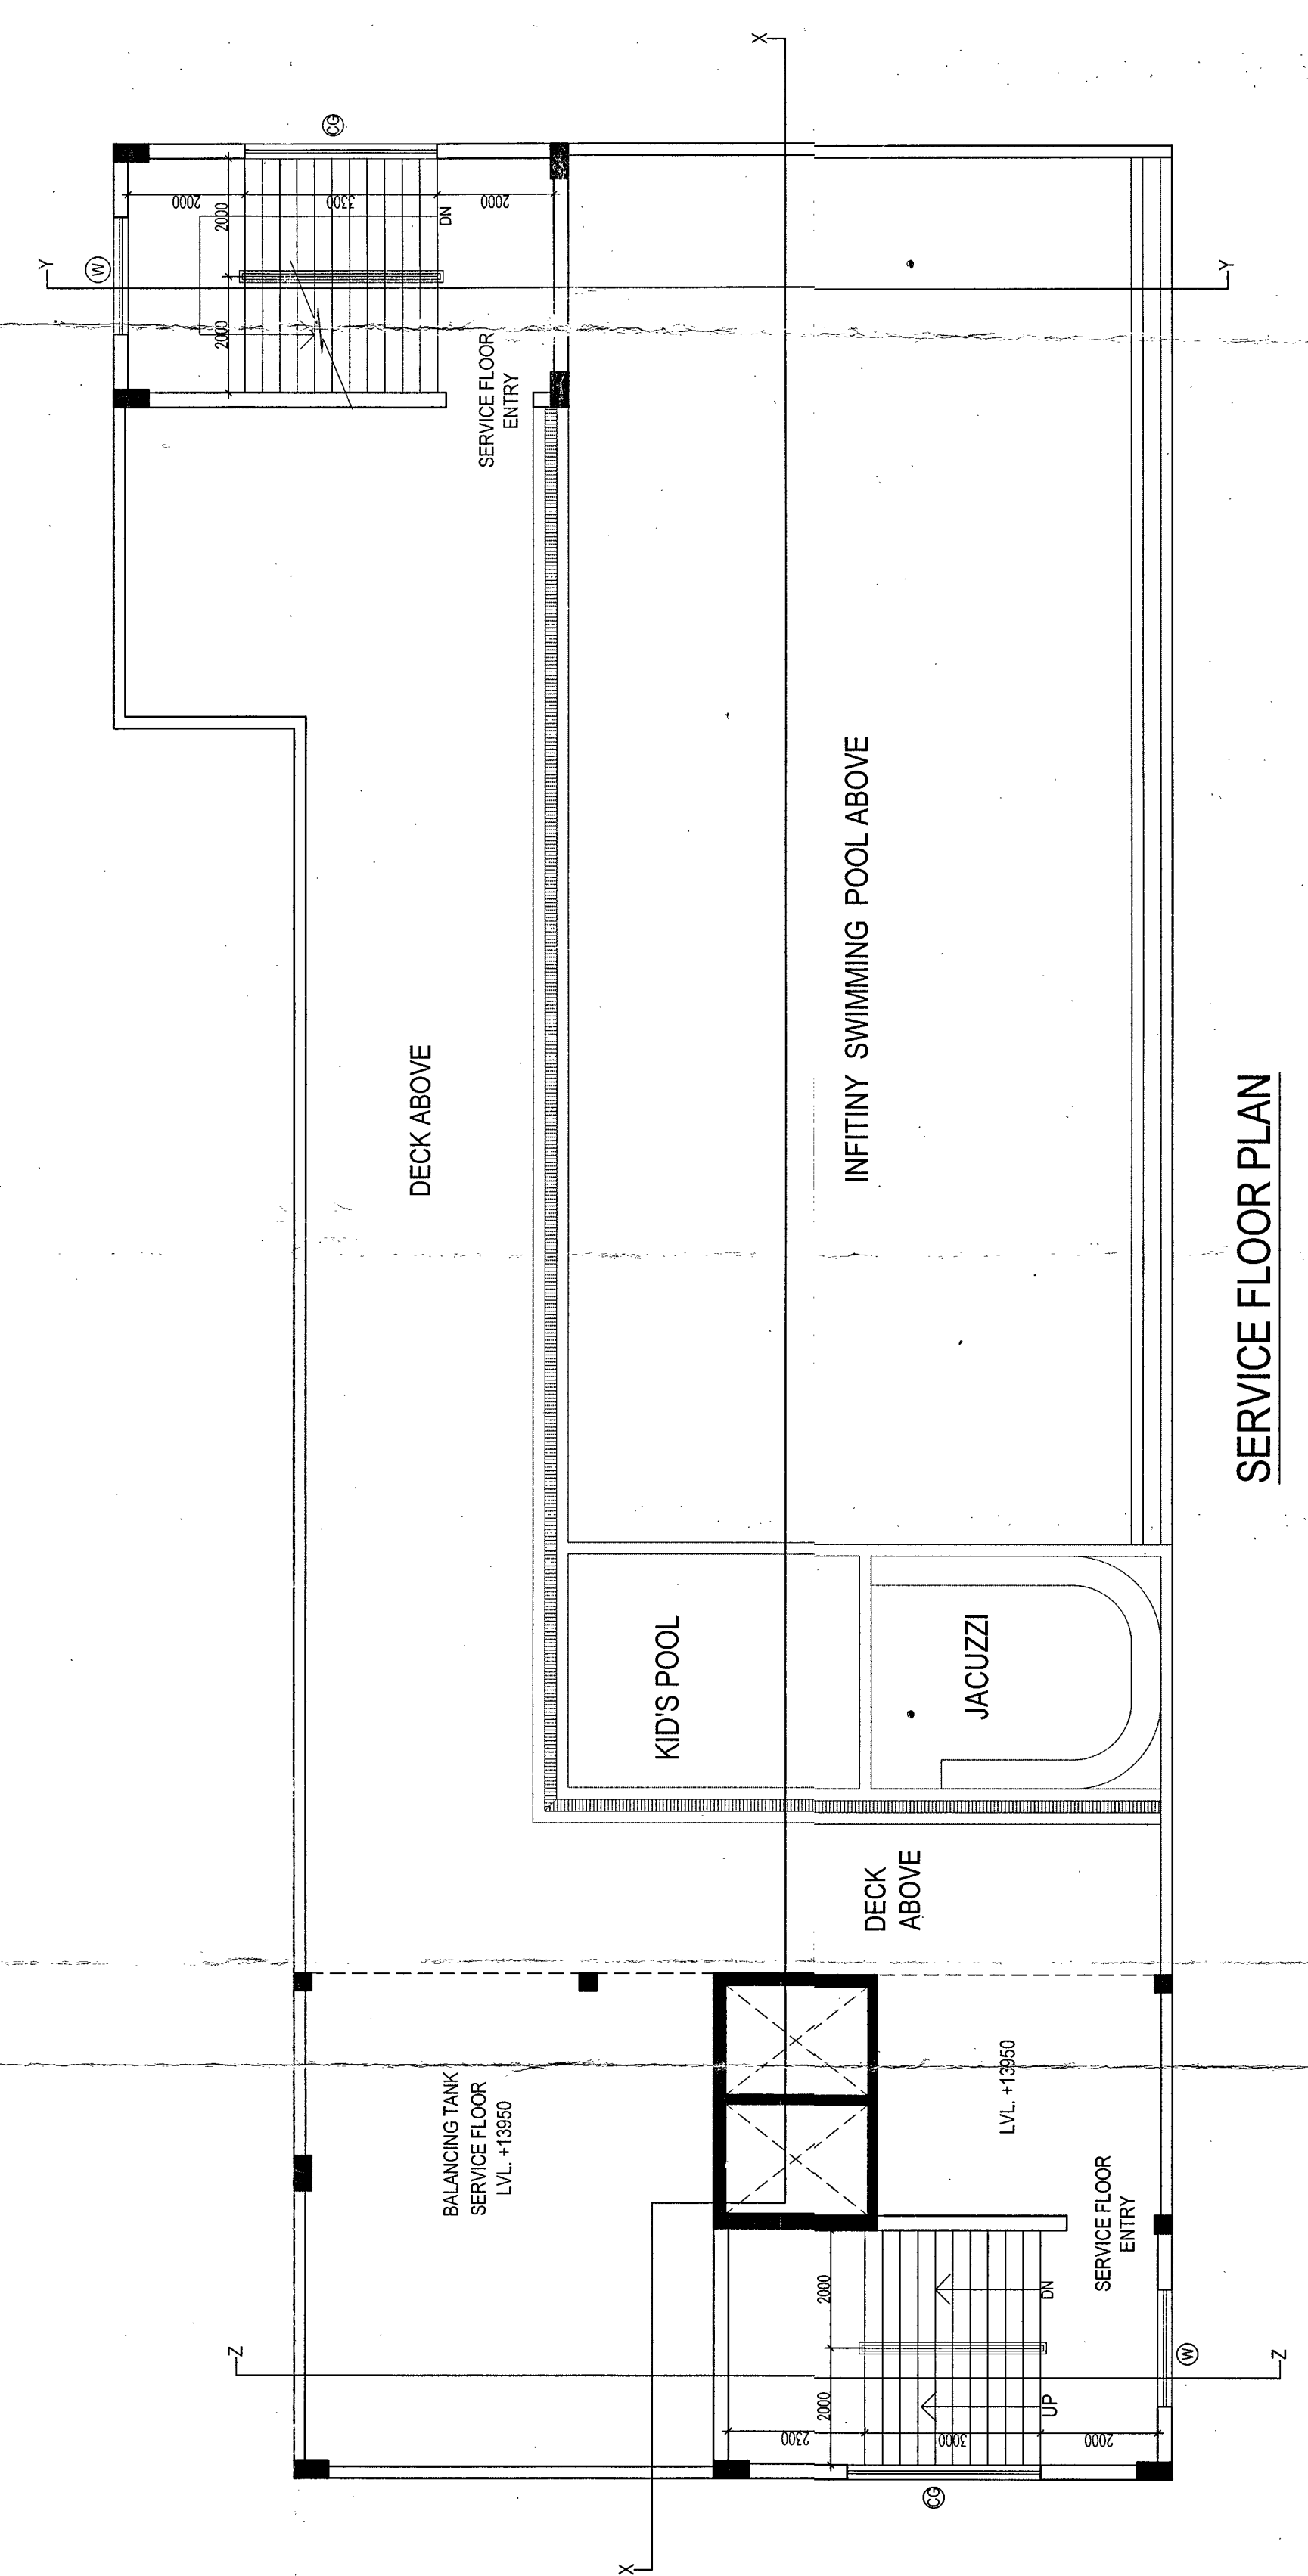 X
Y
W
CG
2000
3300
2000
2000
2000
DN
SERVICE FLOOR
ENTRY
Y
DECK ABOVE
INFITINY SWIMMING POOL ABOVE
KID'S POOL
JACUZZI
DECK
ABOVE
BALANCING TANK
SERVICE FLOOR
LVL. +13950
LVL. +13950
SERVICE FLOOR
ENTRY
2000
2000
DN
UP
2300
3000
2000
Z
Z
W
CG
X
SERVICE FLOOR PLAN